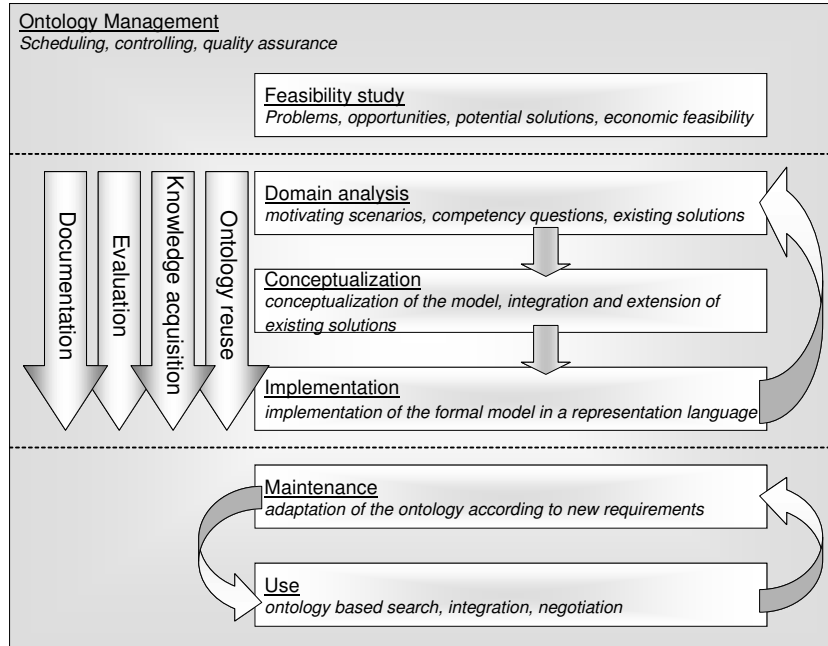 Ontology Management
Scheduling, controlling, quality assurance
Feasibility study
Problems, opportunities, potential solutions, economic feasibility
Documentation
Evaluation
Knowledge acquisition
Ontology reuse
Domain analysis
motivating scenarios, competency questions, existing solutions
Conceptualization
conceptualization of the model, integration and extension of
existing solutions
Implementation
implementation of the formal model in a representation language
Maintenance
adaptation of the ontology according to new requirements
Use
ontology based search, integration, negotiation